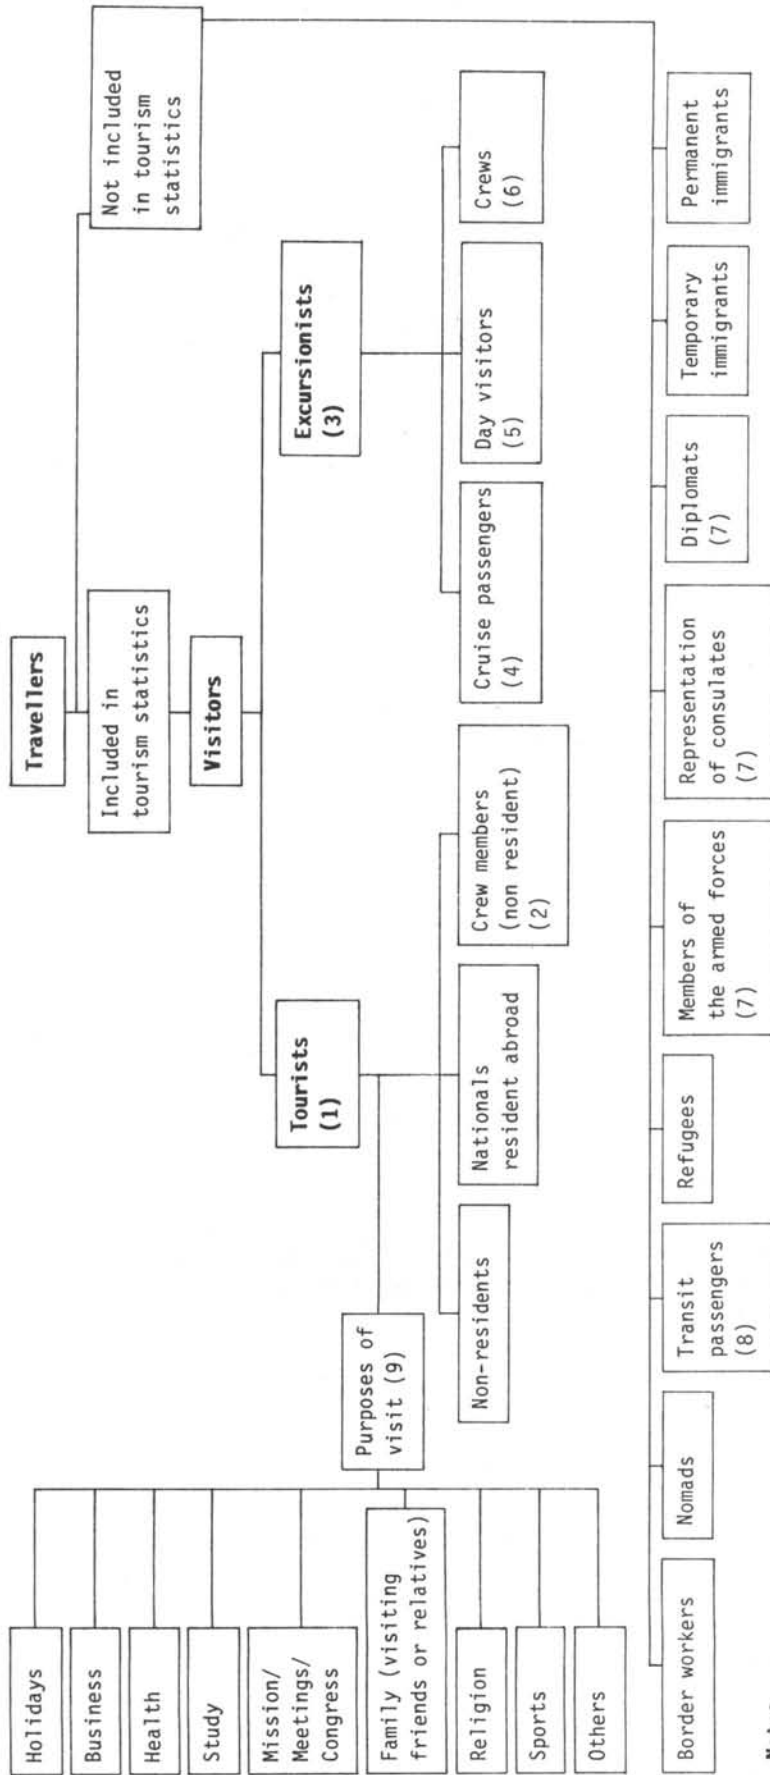 Travellers
Included in
tourism statistics
Not included
in tourism
statistics
Visitors
Tourists
(1)
Excursionists
(3)
Purposes of
visit (9)
Holidays
Business
Health
Study
Mission/
Meetings/
Congress
Family (visiting
friends or relatives)
Religion
Sports
Others
Non-residents
Nationals
resident abroad
Crew members
(non resident)
(2)
Cruise passengers
(4)
Day visitors
(5)
Crews
(6)
Border workers
Nomads
Transit
passengers
(8)
Refugees
Members of
the armed forces
(7)
Representation
of consulates
(7)
Diplomats
(7)
Temporary
immigrants
Permanent
immigrants